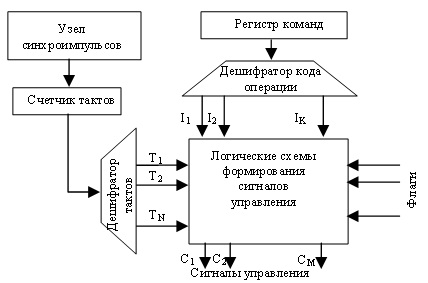 Узел
синхроимпульсов
Регистр команд
Счетчик тактов
Дешифратор кода
операции
I1 I2 IK
Дешифратор
тактов
T1
T2
TN
Логические схемы
формирования
сигналов
управления
Флаги
C1 C2 CM
Сигналы управления